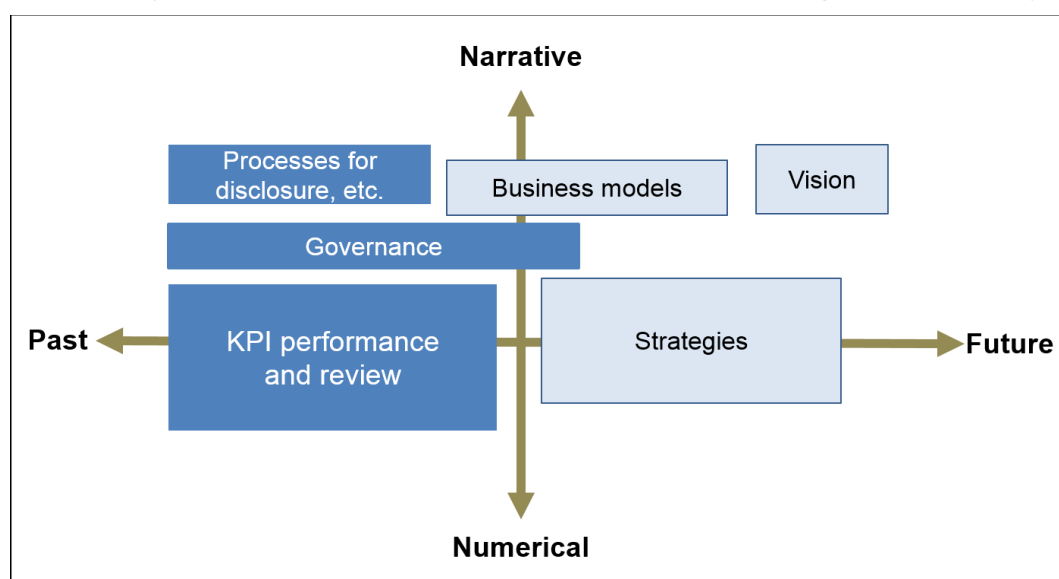 Narrative
Processes for
disclosure, etc.
Business models
Vision
Governance
Past
KPI performance
and review
Strategies
Future
Numerical